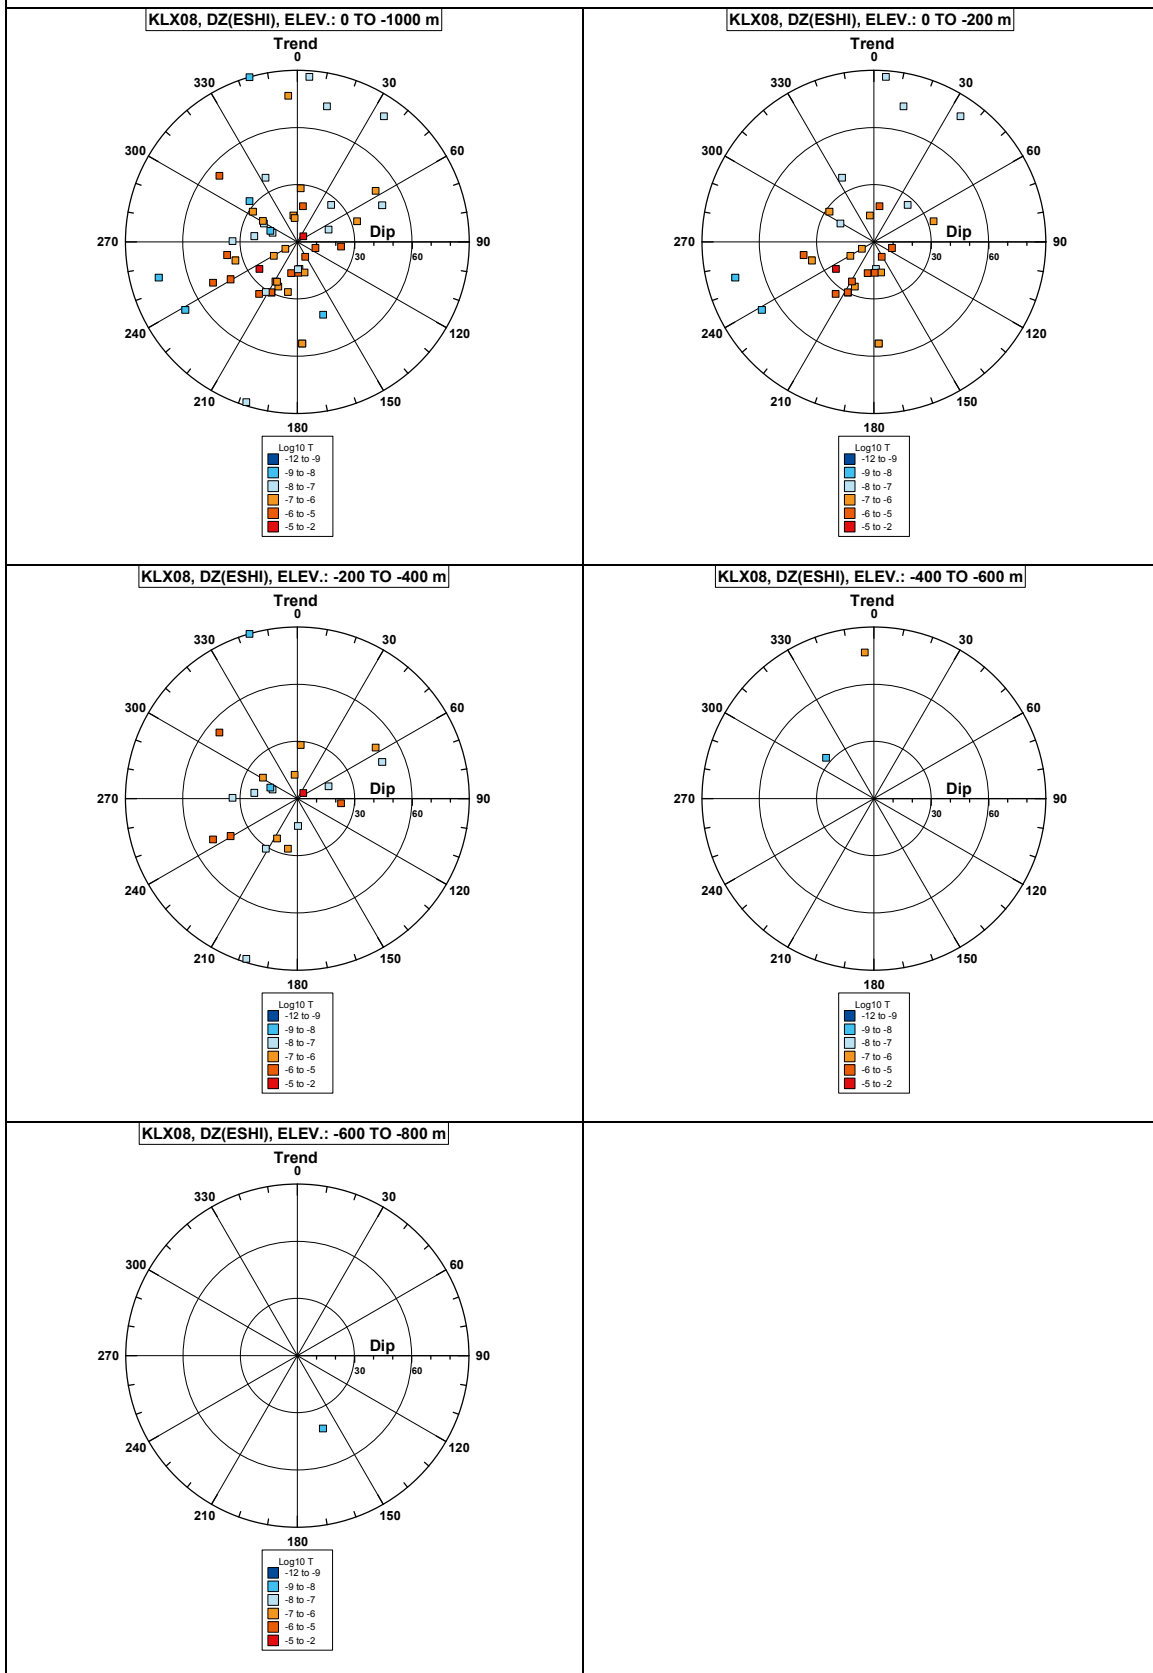 KLX08, DZ(ESHI), ELEV.: 0 TO -1000 m
Trend
0
330
30
300
60
Dip
270
30
60
90
240
120
210
150
180
Log10 T
-12 to -9
-9 to -8
-8 to -7
-7 to -6
-6 to -5
-5 to -2
KLX08, DZ(ESHI), ELEV.: 0 TO -200 m
Trend
0
330
30
300
60
Dip
270
30
60
90
240
120
210
150
180
Log10 T
-12 to -9
-9 to -8
-8 to -7
-7 to -6
-6 to -5
-5 to -2
KLX08, DZ(ESHI), ELEV.: -200 TO -400 m
Trend
0
330
30
300
60
Dip
270
30
60
90
240
120
210
150
180
Log10 T
-12 to -9
-9 to -8
-8 to -7
-7 to -6
-6 to -5
-5 to -2
KLX08, DZ(ESHI), ELEV.: -400 TO -600 m
Trend
0
330
30
300
60
Dip
270
30
60
90
240
120
210
150
180
Log10 T
-12 to -9
-9 to -8
-8 to -7
-7 to -6
-6 to -5
-5 to -2
KLX08, DZ(ESHI), ELEV.: -600 TO -800 m
Trend
0
330
30
300
60
Dip
270
30
60
90
240
120
210
150
180
Log10 T
-12 to -9
-9 to -8
-8 to -7
-7 to -6
-6 to -5
-5 to -2